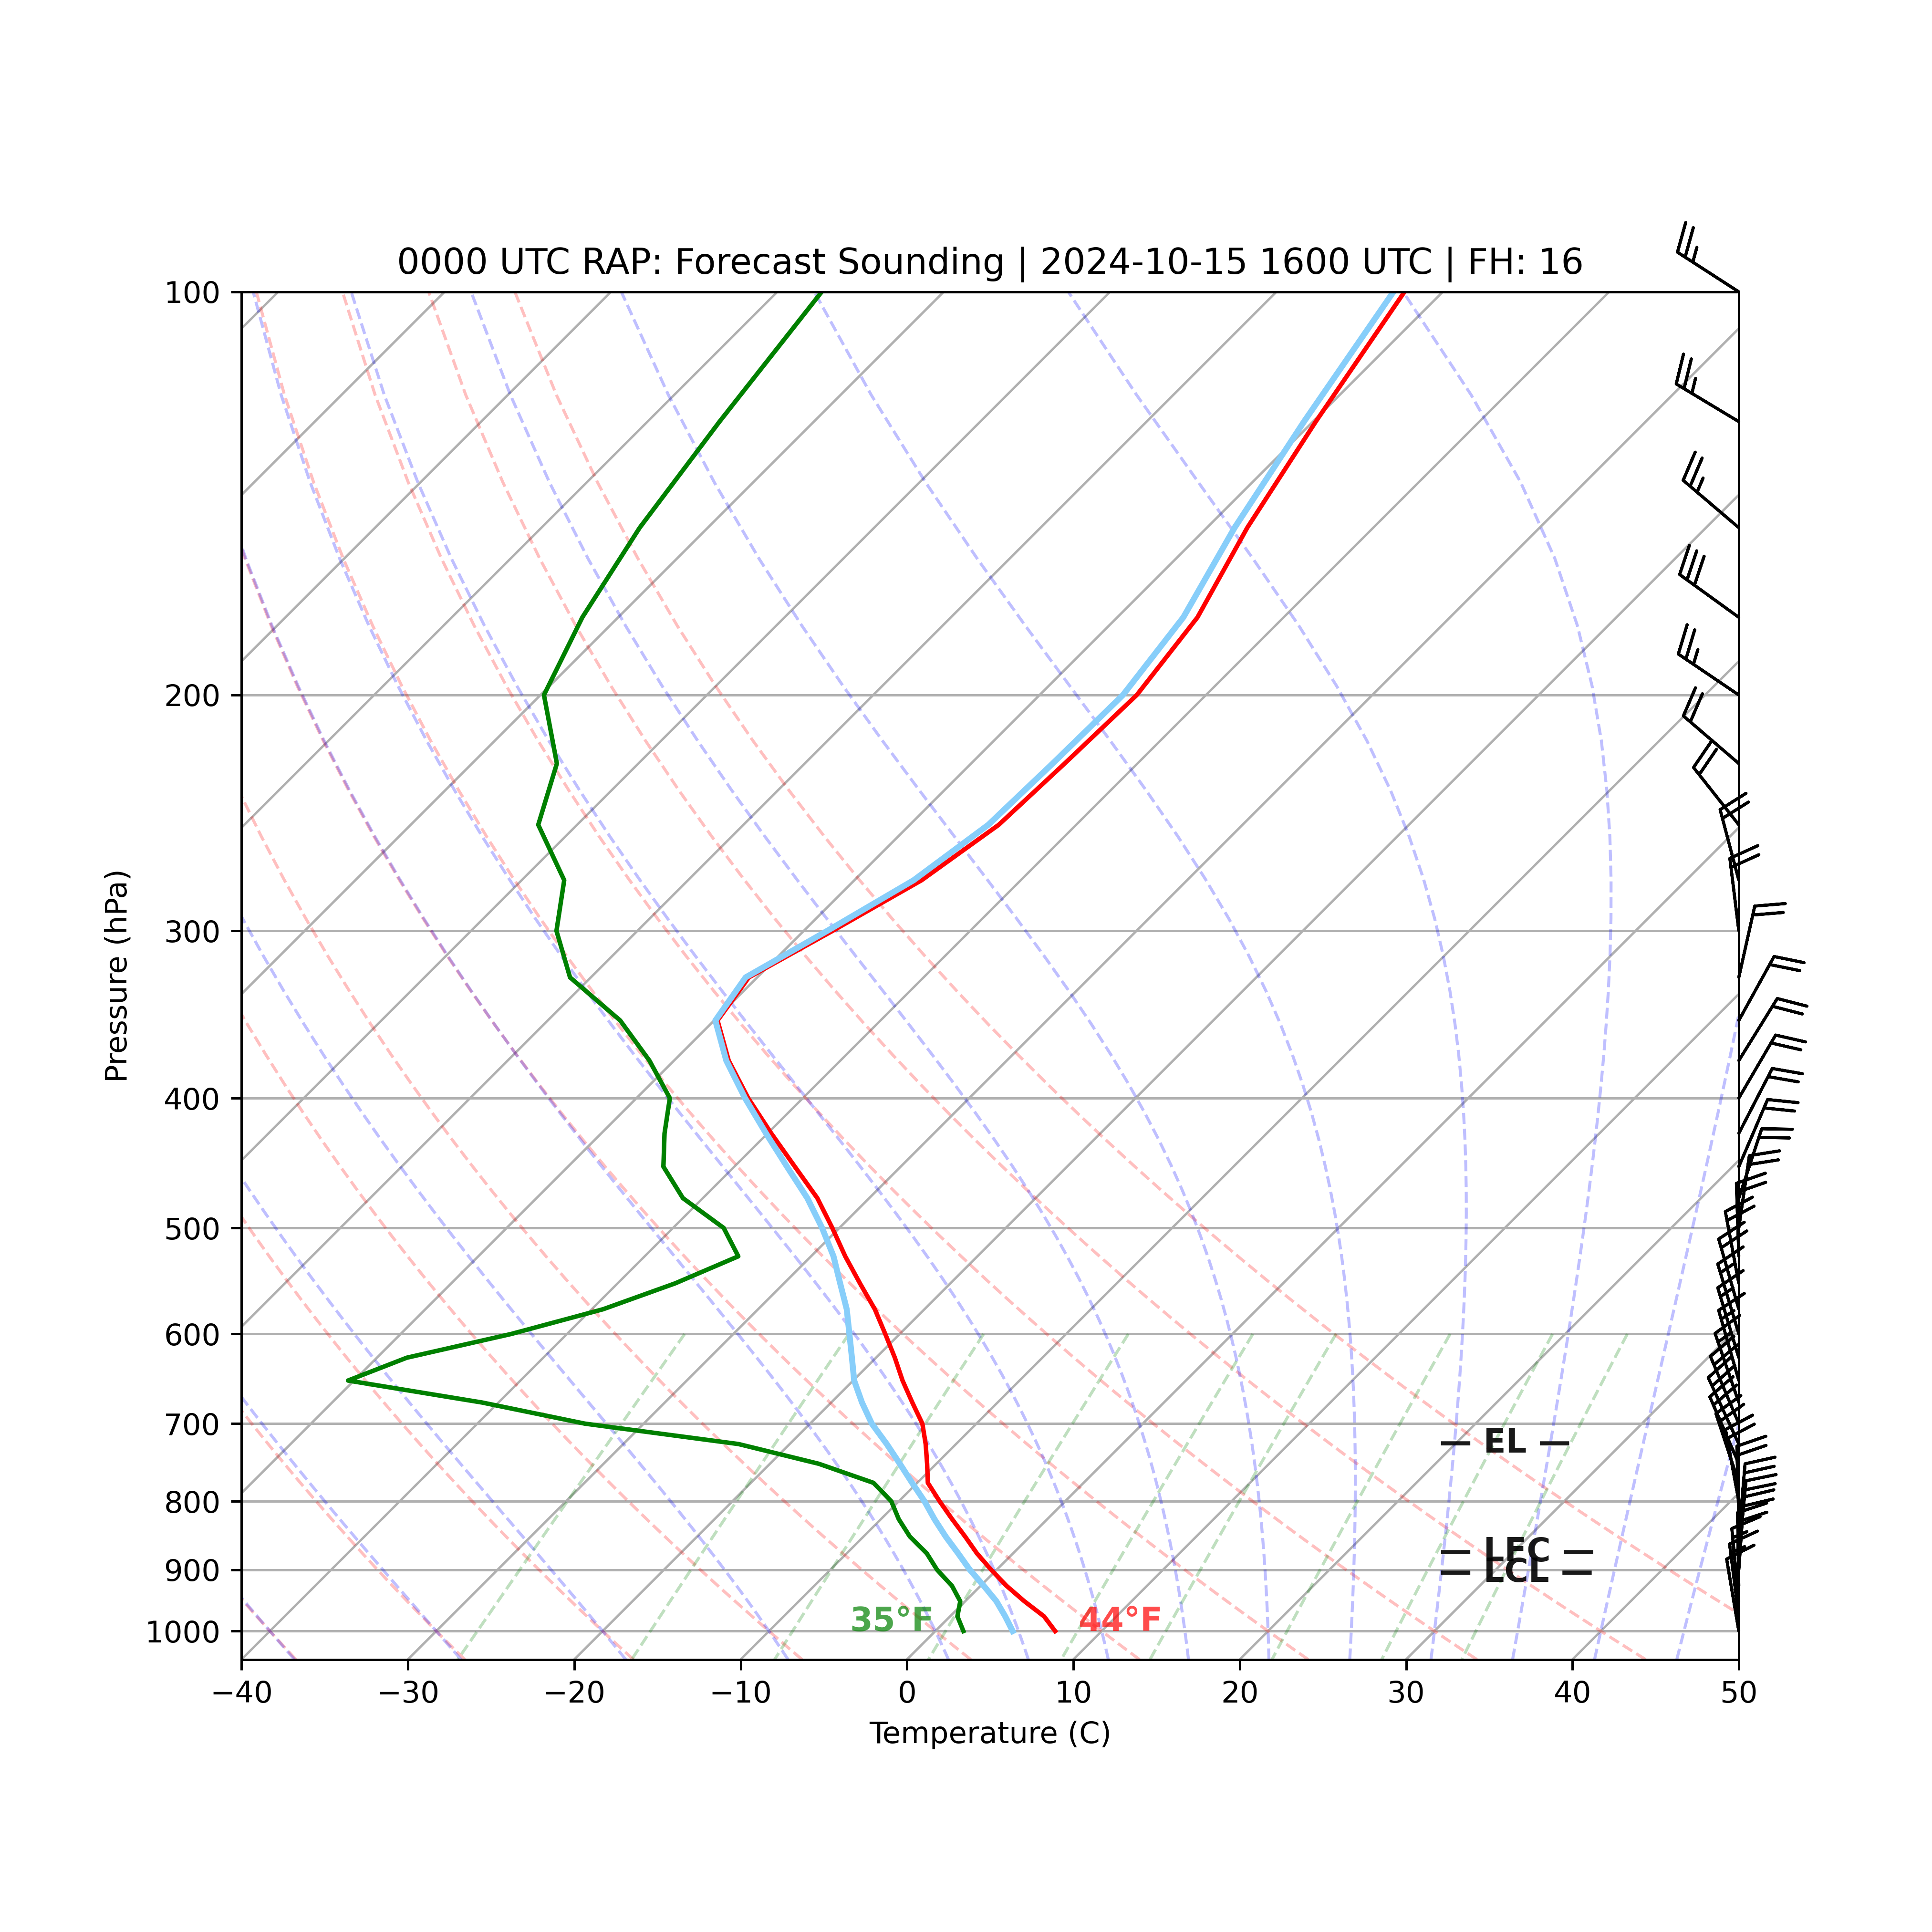 0000 UTC RAP: Forecast Sounding | 2024-10-15 1600 UTC | FH: 16
100
200
300
400
500
600
700
800
900
1000
Pressure (hPa)
— EL —
— LFC —
— LCL —
35°F
44°F
−40 −30 −20 −10 0 10 20 30 40 50
Temperature (C)